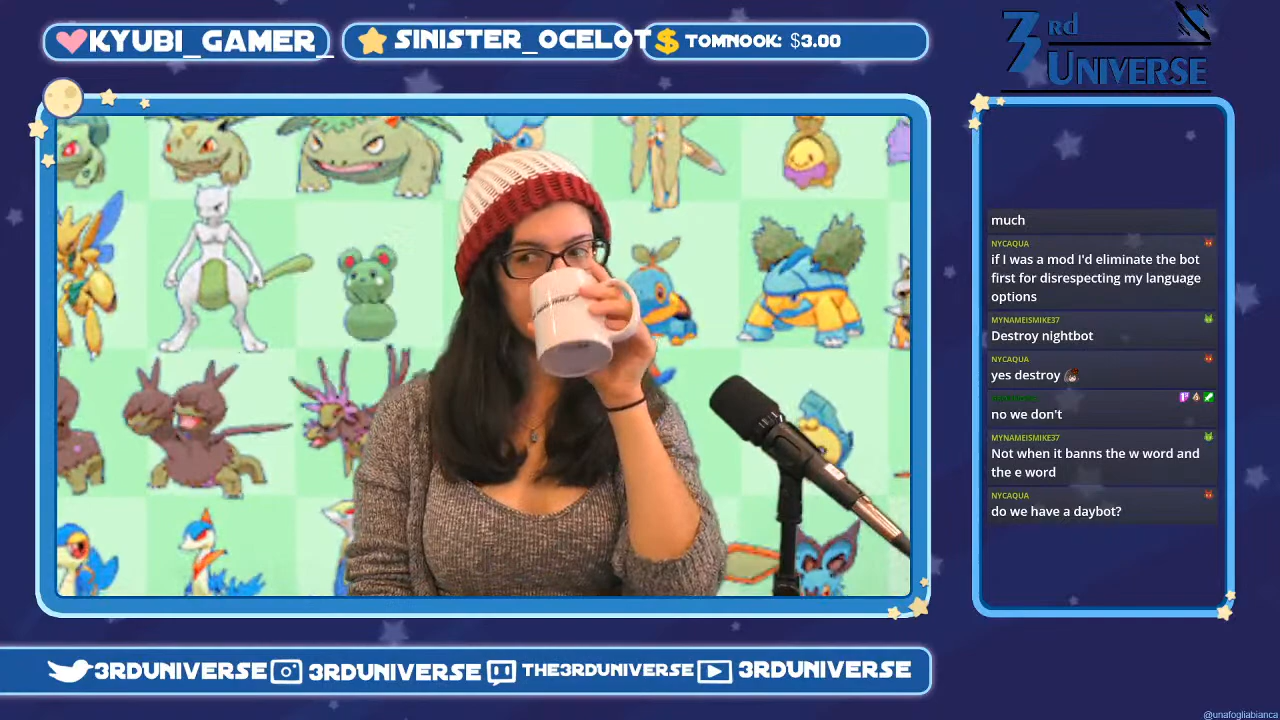 KYUBI_GAMER_
SINISTER_OCELOT
TOMNOOK: $3.00
3rd
UNIVERSE
much
NYCAQUA
if I was a mod I'd eliminate the bot
first for disrespecting my language
options
MYNAMEISMIKE37
Destroy nightbot
NYCAQUA
yes destroy
no we don't
MYNAMEISMIKE37
Not when it banns the w word and
the e word
NYCAQUA
do we have a daybot?
3RDUNIVERSE 3RDUNIVERSE THE3RDUNIVERSE 3RDUNIVERSE
@unafogliabianca